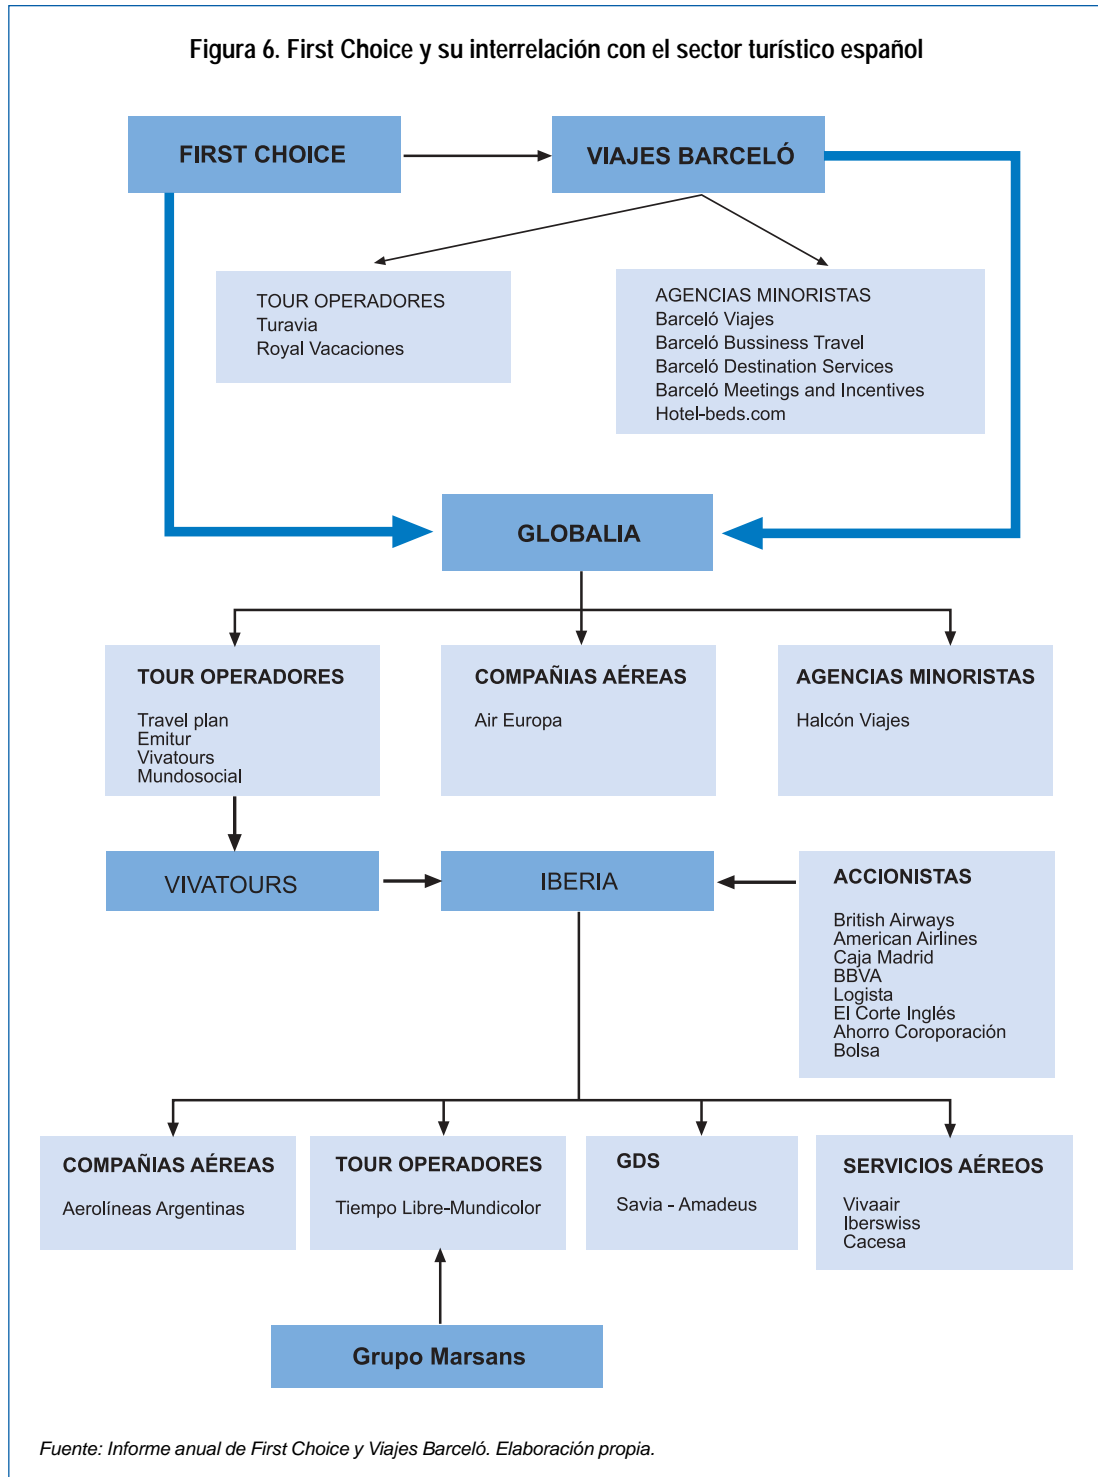 Figura 6. First Choice y su interrelación con el sector turístico español
FIRST CHOICE
VIAJES BARCELÓ
TOUR OPERADORES
Turavia
Royal Vacaciones
AGENCIAS MINORISTAS
Barceló Viajes
Barceló Bussiness Travel
Barceló Destination Services
Barceló Meetings and Incentives
Hotel-beds.com
GLOBALIA
TOUR OPERADORES
Travel plan
Emitur
Vivatours
Mundosocial
COMPAÑIAS AÉREAS
Air Europa
AGENCIAS MINORISTAS
Halcón Viajes
VIVATOURS
IBERIA
ACCIONISTAS
British Airways
American Airlines
Caja Madrid
BBVA
Logista
El Corte Inglés
Ahorro Coroporación
Bolsa
COMPAÑIAS AÉREAS
Aerolíneas Argentinas
TOUR OPERADORES
Tiempo Libre-Mundicolor
GDS
Savia - Amadeus
SERVICIOS AÉREOS
Vivaair
Iberswiss
Cacesa
Grupo Marsans
Fuente: Informe anual de First Choice y Viajes Barceló. Elaboración propia.